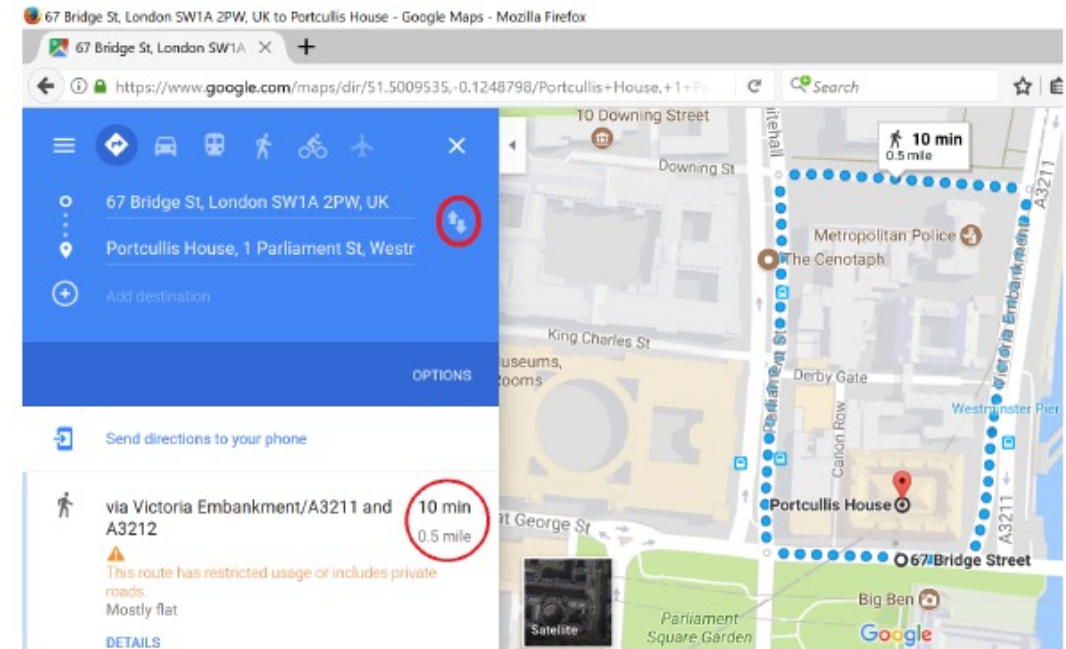 67 Bridge St, London SW1A 2PW, UK to Portcullis House - Google Maps - Mozilla Firefox
67 Bridge St, London SW1A
https://www.google.com/maps/dir/51.5009535,-0.1248798/Portcullis+House,+1+P
Search
67 Bridge St, London SW1A 2PW, UK
Portcullis House, 1 Parliament St, Westr
Add destination
OPTIONS
Send directions to your phone
via Victoria Embankment/A3211 and
A3212
10 min
0.5 mile
This route has restricted usage or includes private
roads.
Mostly flat
DETAILS
10 Downing Street
itehall
10 min
0.5 mile
Downing St
A3211
Metropolitan Police
The Cenotaph
Victoria Embankment
King Charles St
useums,
ooms
Parliament St
Derby Gate
Westminster Pier
Canon Row
Portcullis House
at George St
A3211
67 Bridge Street
Big Ben
Satellite
Parliament
Square Garden
Google